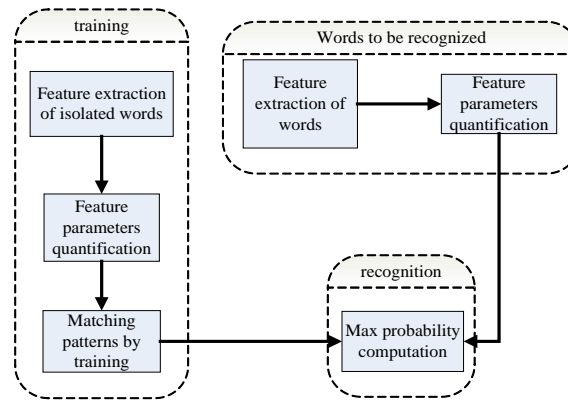 training
Feature extraction
of isolated words
Feature
parameters
quantification
Matching
patterns by
training
Words to be recognized
Feature
extraction of
words
Feature
parameters
quantification
recognition
Max probability
computation